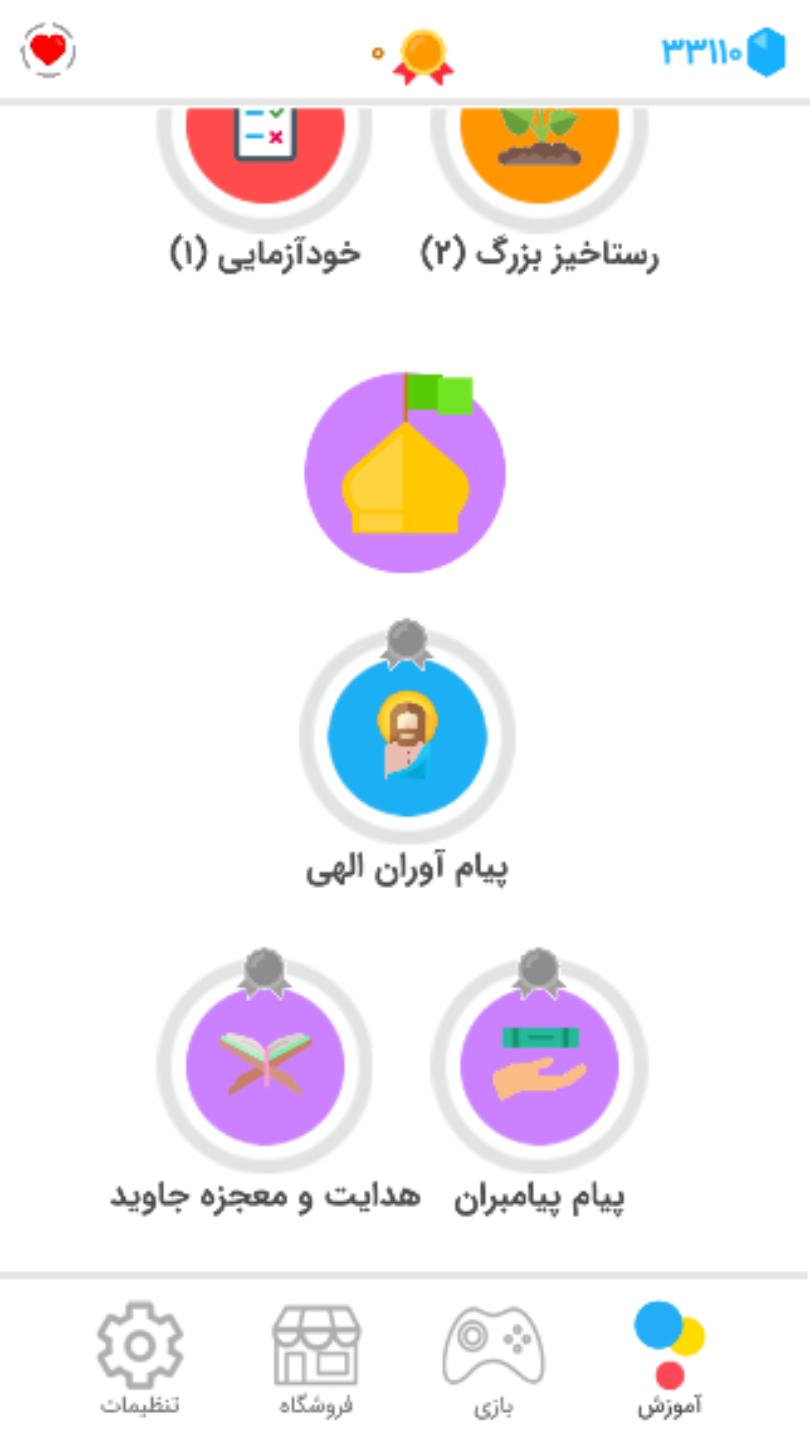 ۳۳۱۱۰
۰
رستاخیز بزرگ (۲)
خودآزمایی (۱)
پیام آوران الهی
پیام پیامبران
هدایت و معجزه جاوید
آموزش
بازی
فروشگاه
تنظیمات